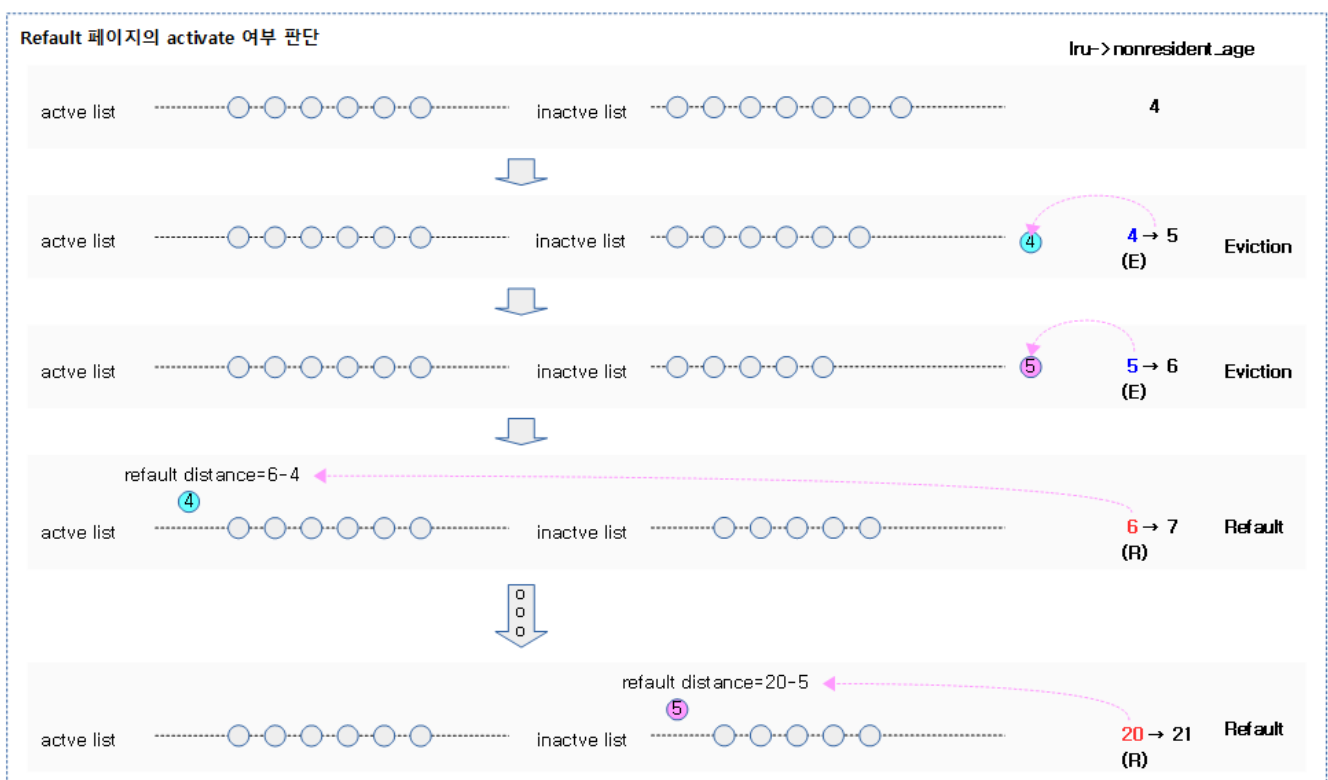 Refault 페이지의 activate 여부 판단
lru->nonresident_age
actve list
inactve list
4
actve list
inactve list
4
4 → 5
(E)
Eviction
actve list
inactve list
5
5 → 6
(E)
Eviction
refault distance=6-4
4
actve list
inactve list
6 → 7
(R)
Refault
o
o
o
refault distance=20-5
5
actve list
inactve list
20 → 21
(R)
Refault